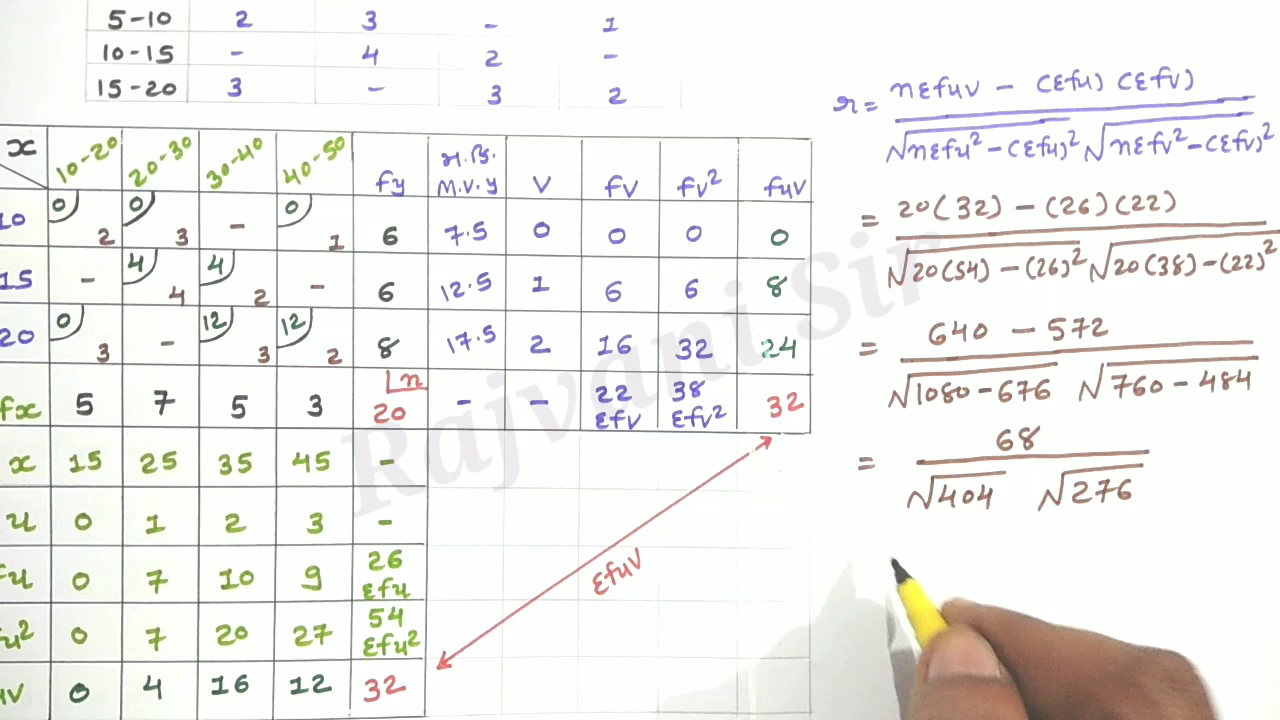 5-10 2 3 - 1
10-15 - 4 2 -
15-20 3 - 3 2
x 10-20 20-30 30-40 40-50 fy M.V.y V fv fv² fuv
10 0 2 0 3 - 0 1 6 7.5 0 0 0 0
15 - 4 4 4 2 - 6 12.5 1 6 6 8
20 0 3 - 12 3 12 2 8 17.5 2 16 32 24
fx 5 7 5 3 n 20 - - 22 Σfv 38 Σfv² 32
x 15 25 35 45 -
u 0 1 2 3 -
fu 0 7 10 9 26 Σfu
fu² 0 7 20 27 54 Σfu²
uv 0 4 16 12 32
Σfuv
r = nΣfuv - (Σfu) (Σfv)
√nΣfu² - (Σfu)² √nΣfv² - (Σfv)²
= 20(32) - (26)(22)
√20(54) - (26)² √20(38) - (22)²
= 640 - 572
√1080 - 676 √760 - 484
= 68
√404 √276
Rajvani Sir